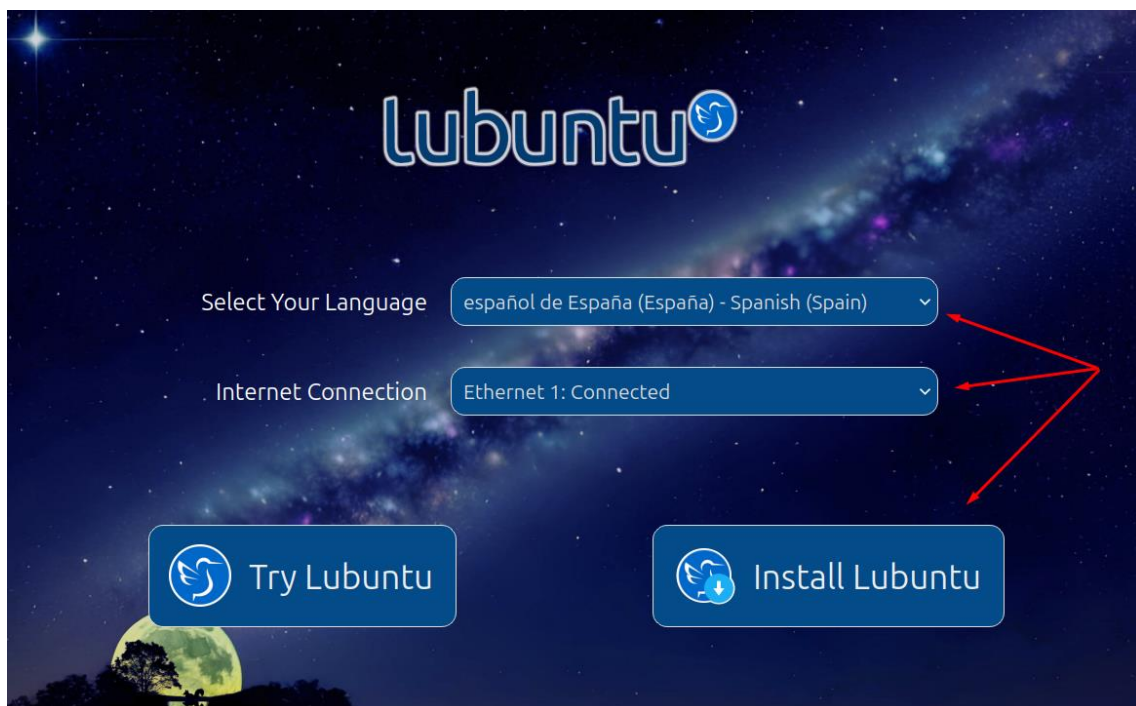 Lubuntu
Select Your Language español de España (España) - Spanish (Spain)
Internet Connection Ethernet 1: Connected
Try Lubuntu Install Lubuntu